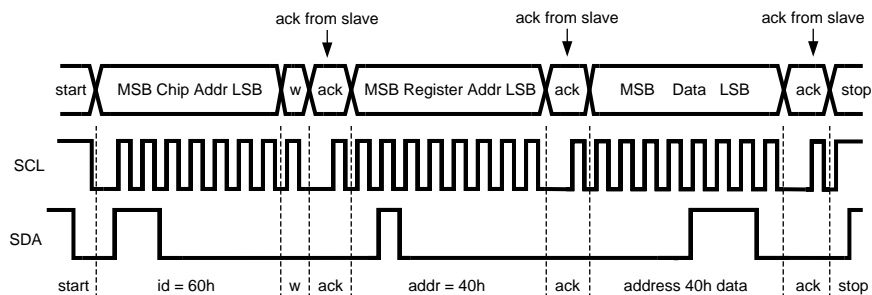 ack from slave ack from slave ack from slave
start MSB Chip Addr LSB w ack MSB Register Addr LSB ack MSB Data LSB ack stop
SCL
SDA
start id = 60h w ack addr = 40h ack address 40h data ack stop